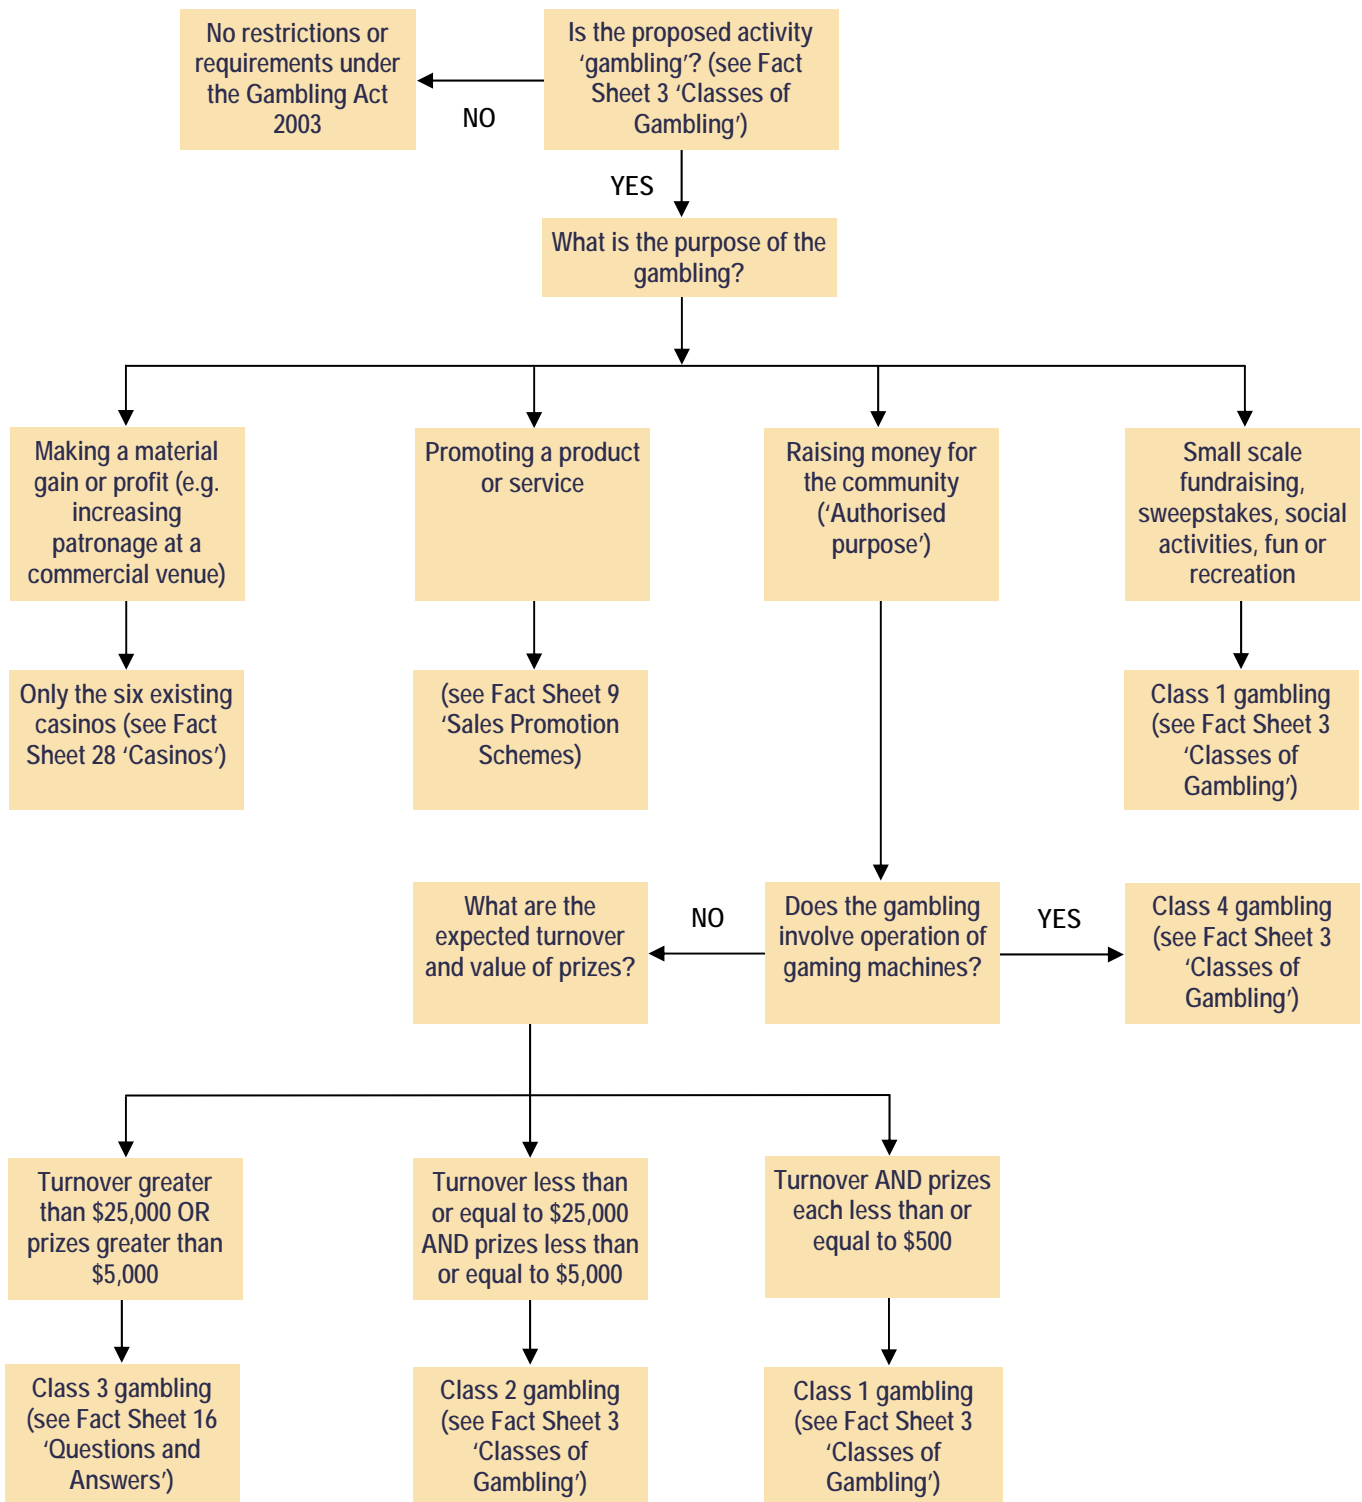 No restrictions or
requirements under
the Gambling Act
2003
Is the proposed activity
‘gambling’? (see Fact
Sheet 3 ‘Classes of
Gambling’)
NO
YES
What is the purpose of the
gambling?
Making a material
gain or profit (e.g.
increasing
patronage at a
commercial venue)
Promoting a product
or service
Raising money for
the community
(‘Authorised
purpose’)
Small scale
fundraising,
sweepstakes, social
activities, fun or
recreation
Only the six existing
casinos (see Fact
Sheet 28 ‘Casinos’)
(see Fact Sheet 9
‘Sales Promotion
Schemes)
Class 1 gambling
(see Fact Sheet 3
‘Classes of
Gambling’)
What are the
expected turnover
and value of prizes?
NO
Does the gambling
involve operation of
gaming machines?
YES
Class 4 gambling
(see Fact Sheet 3
‘Classes of
Gambling’)
Turnover greater
than $25,000 OR
prizes greater than
$5,000
Turnover less than
or equal to $25,000
AND prizes less than
or equal to $5,000
Turnover AND prizes
each less than or
equal to $500
Class 3 gambling
(see Fact Sheet 16
‘Questions and
Answers’)
Class 2 gambling
(see Fact Sheet 3
‘Classes of
Gambling’)
Class 1 gambling
(see Fact Sheet 3
‘Classes of
Gambling’)